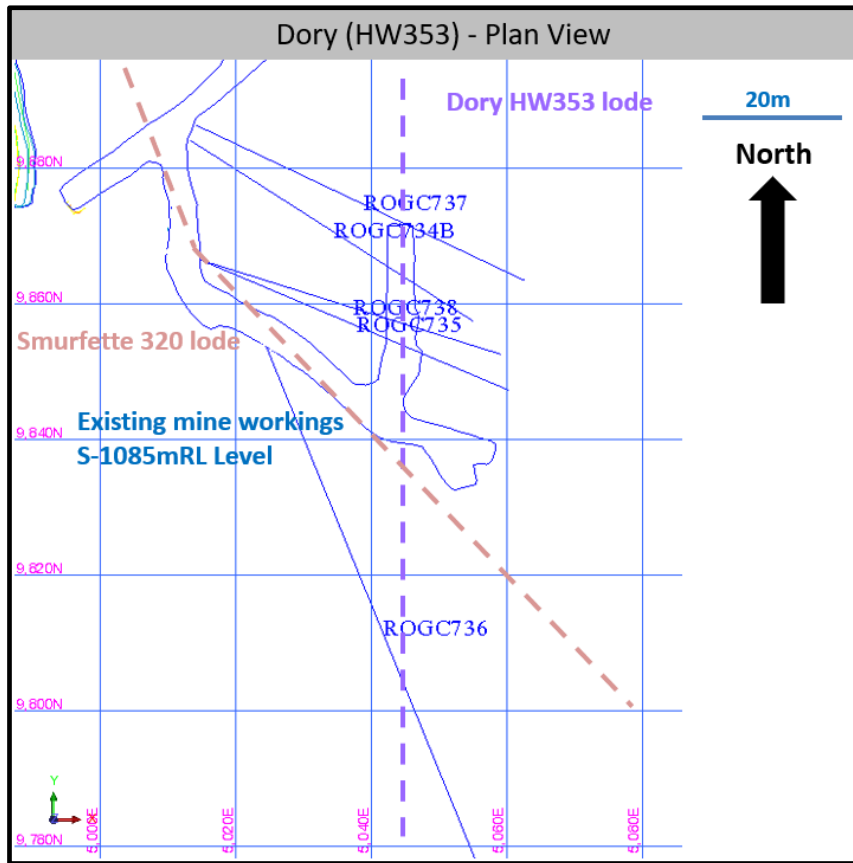 Dory (HW353) - Plan View
Dory HW353 lode
20m
North
9,880N
ROGC737
ROGC734B
9,860N
ROGC738
ROGC735
Smurfette 320 lode
Existing mine workings
S-1085mRL Level
9,840N
9,820N
ROGC736
9,800N
Y
X
9,780N
5,000E
5,020E
5,040E
5,060E
5,080E